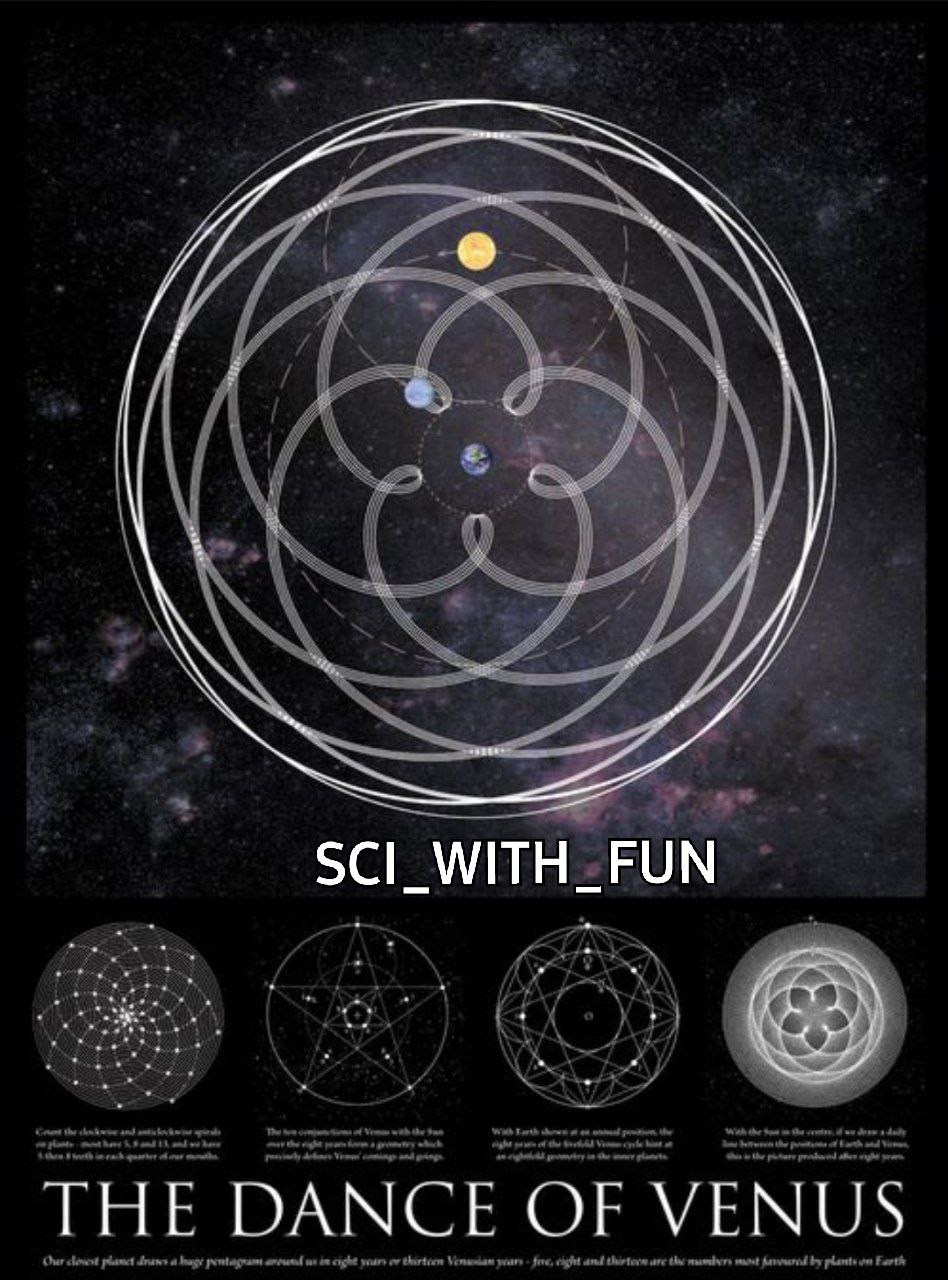 SCI_WITH_FUN
Count the clockwise and anticlockwise spirals
on plants - most have 5, 8 and 13, and we have
5 then 8 teeth in each quarter of our mouths.
The ten conjunctions of Venus with the Sun
over the eight years form a geometry which
precisely defines Venus' comings and goings.
With Earth shown at an annual position, the
eight years of the fivefold Venus cycle hint at
an eightfold geometry in the inner planets.
With the Sun in the centre, if we draw a daily
line between the positions of Earth and Venus,
this is the picture produced after eight years.
THE DANCE OF VENUS
Our closest planet draws a huge pentagram around us in eight years or thirteen Venusian years - five, eight and thirteen are the numbers most favoured by plants on Earth